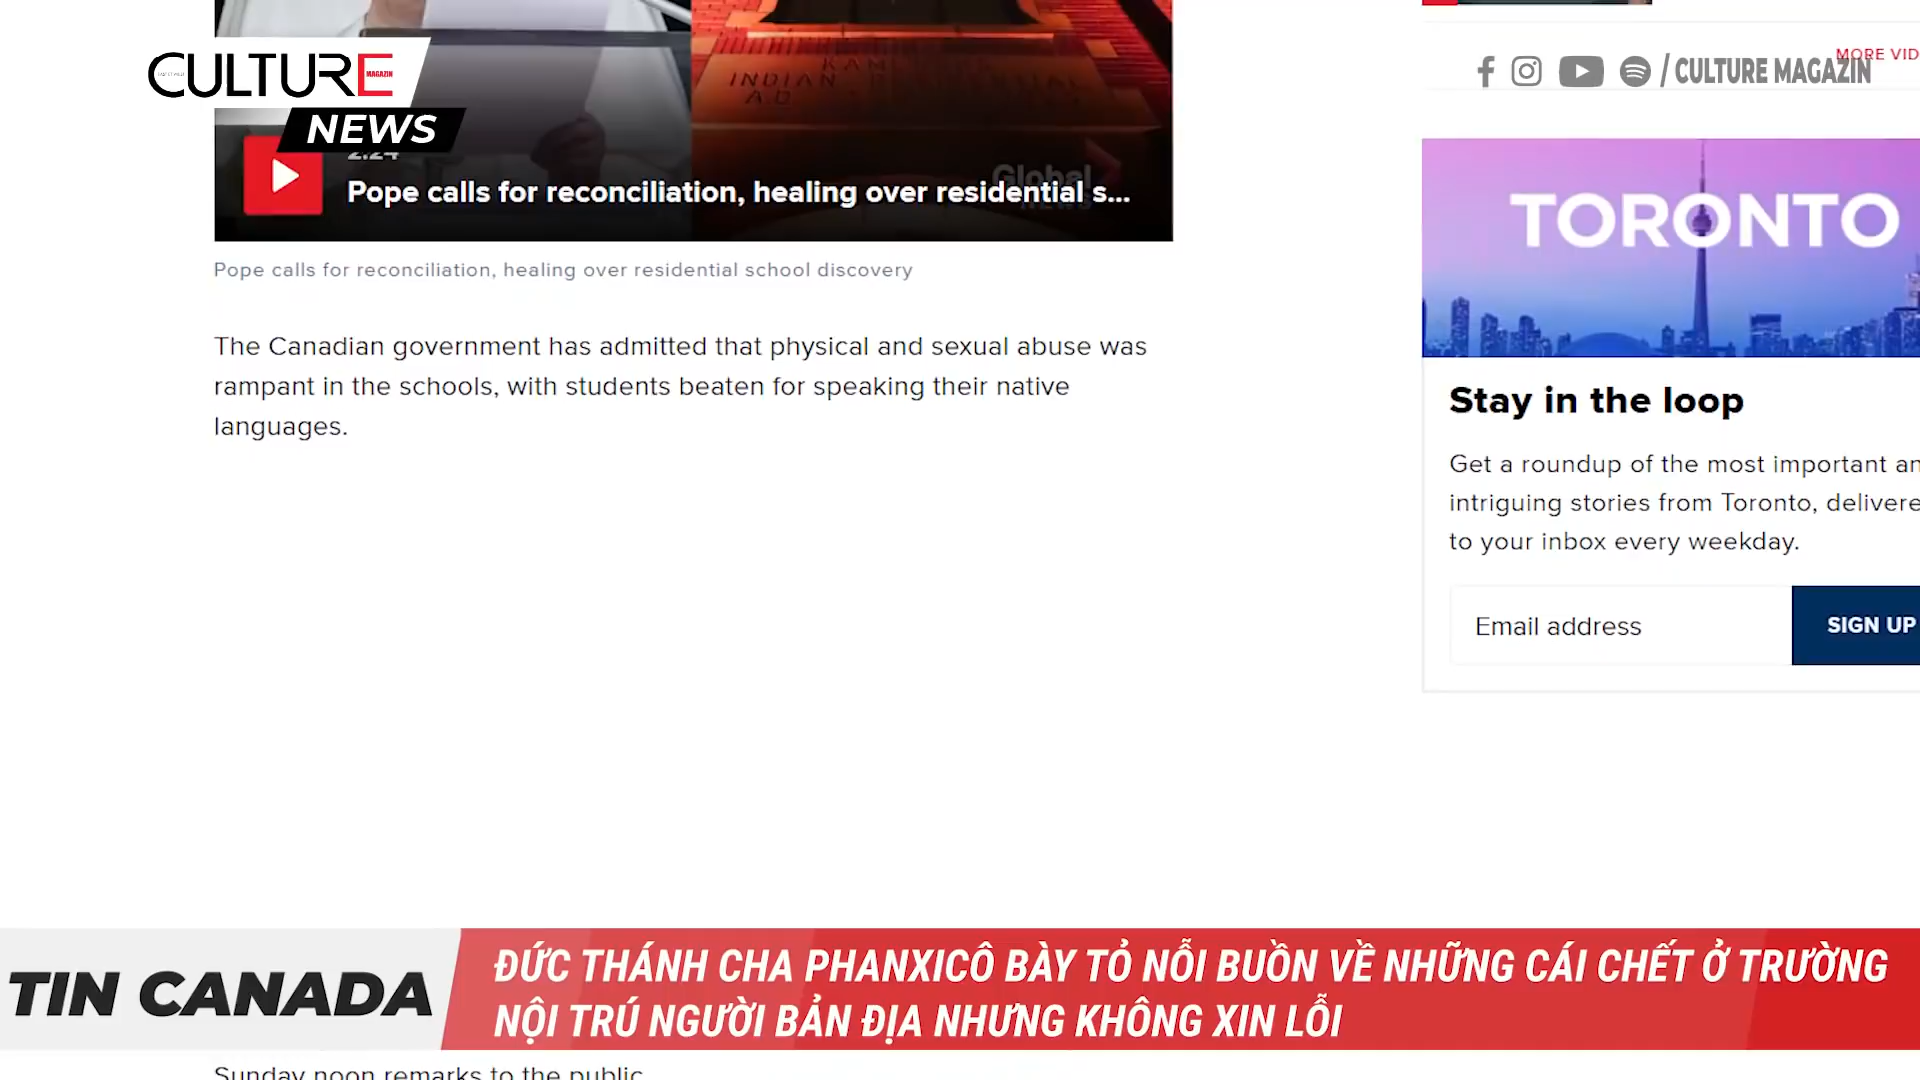 CULTURE
MAGAZIN
NEWS
MORE VID
/ CULTURE MAGAZIN
INDIAN
2:24
Global
Pope calls for reconciliation, healing over residential s...
Pope calls for reconciliation, healing over residential school discovery
The Canadian government has admitted that physical and sexual abuse was
rampant in the schools, with students beaten for speaking their native
languages.
TORONTO
Stay in the loop
Get a roundup of the most important an
intriguing stories from Toronto, delivere
to your inbox every weekday.
Email address
SIGN UP
TIN CANADA
ĐỨC THÁNH CHA PHANXICÔ BÀY TỎ NỖI BUỒN VỀ NHỮNG CÁI CHẾT Ở TRƯỜNG
NỘI TRÚ NGƯỜI BẢN ĐỊA NHƯNG KHÔNG XIN LỖI
Sunday noon remarks to the public